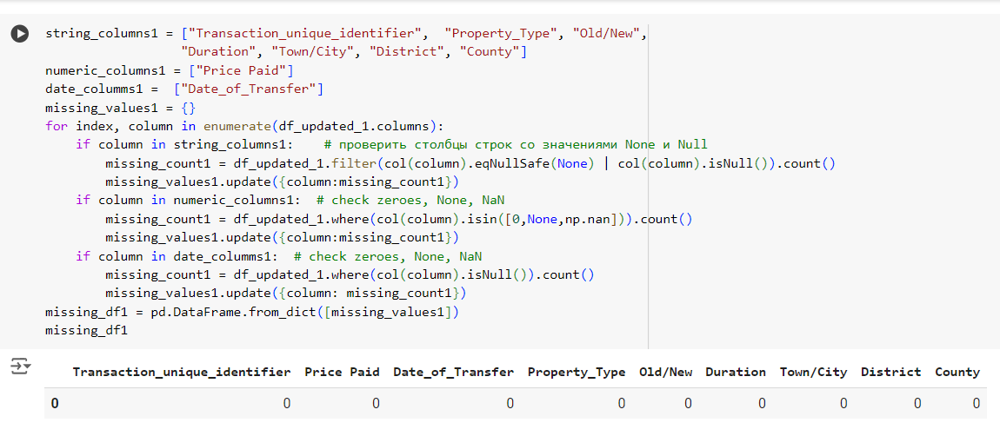 string_columns1 = ["Transaction_unique_identifier",  "Property_Type", "Old/New",
                   "Duration", "Town/City", "District", "County"]
numeric_columns1 = ["Price Paid"]
date_columms1 =  ["Date_of_Transfer"]
missing_values1 = {}
for index, column in enumerate(df_updated_1.columns):
    if column in string_columns1:    # проверить столбцы строк со значениями None и Null
        missing_count1 = df_updated_1.filter(col(column).eqNullSafe(None) | col(column).isNull()).count()
        missing_values1.update({column:missing_count1})
    if column in numeric_columns1:  # check zeroes, None, NaN
        missing_count1 = df_updated_1.where(col(column).isin([0,None,np.nan])).count()
        missing_values1.update({column:missing_count1})
    if column in date_columms1:  # check zeroes, None, NaN
        missing_count1 = df_updated_1.where(col(column).isNull()).count()
        missing_values1.update({column: missing_count1})
missing_df1 = pd.DataFrame.from_dict([missing_values1])
missing_df1
Transaction_unique_identifier Price Paid Date_of_Transfer Property_Type Old/New Duration Town/City District County
0 0 0 0 0 0 0 0 0 0